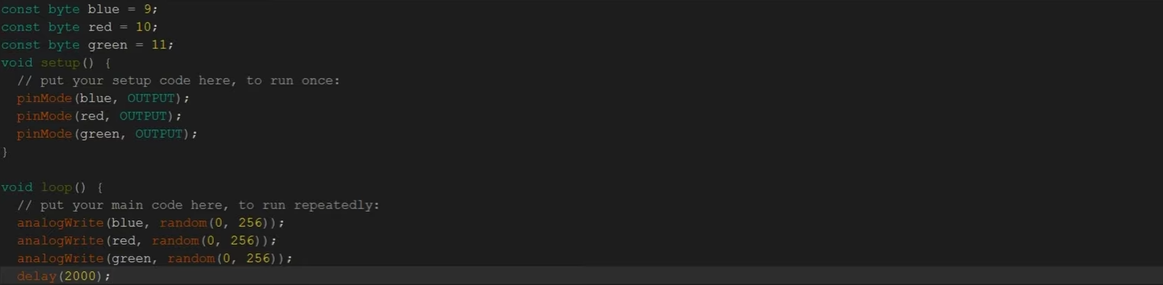 const byte blue = 9;
const byte red = 10;
const byte green = 11;
void setup() {
  // put your setup code here, to run once:
  pinMode(blue, OUTPUT);
  pinMode(red, OUTPUT);
  pinMode(green, OUTPUT);
}

void loop() {
  // put your main code here, to run repeatedly:
  analogWrite(blue, random(0, 256));
  analogWrite(red, random(0, 256));
  analogWrite(green, random(0, 256));
  delay(2000);